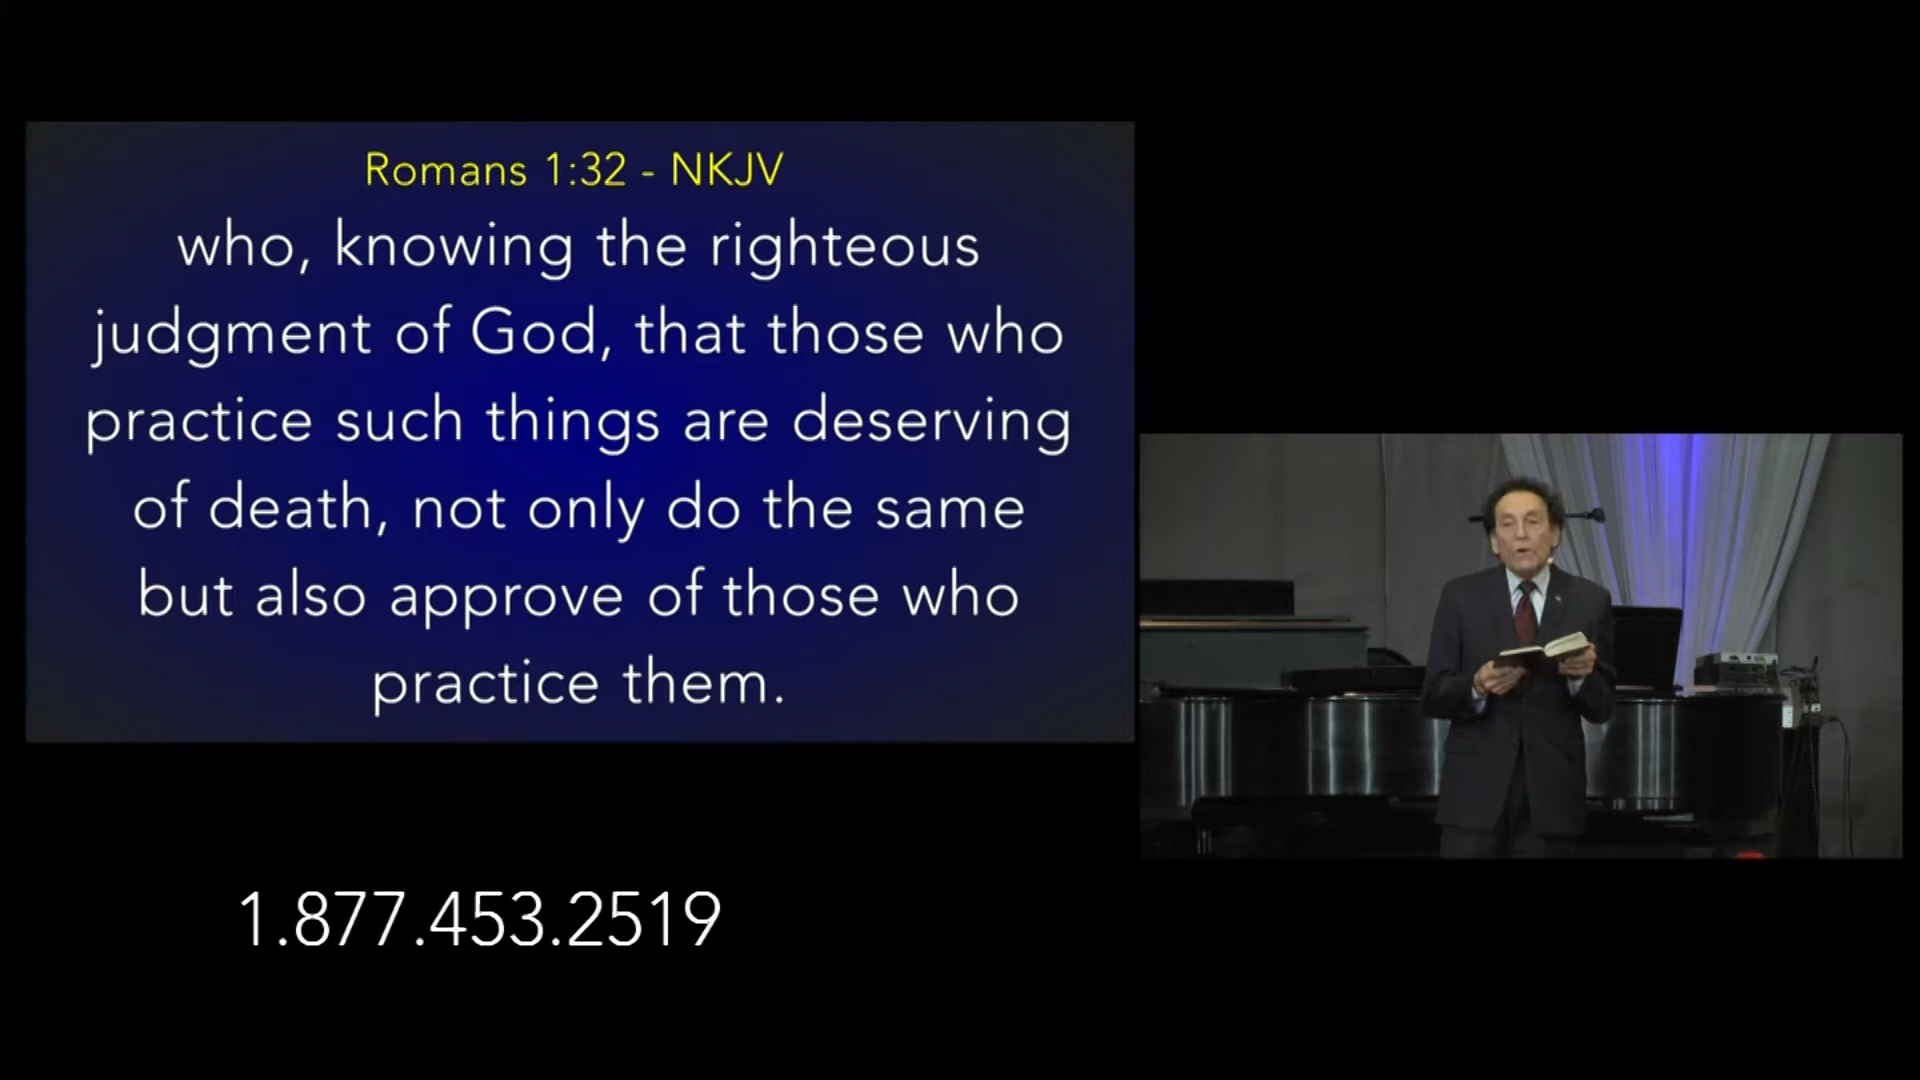 Romans 1:32 - NKJV
who, knowing the righteous
judgment of God, that those who
practice such things are deserving
of death, not only do the same
but also approve of those who
practice them.
1.877.453.2519